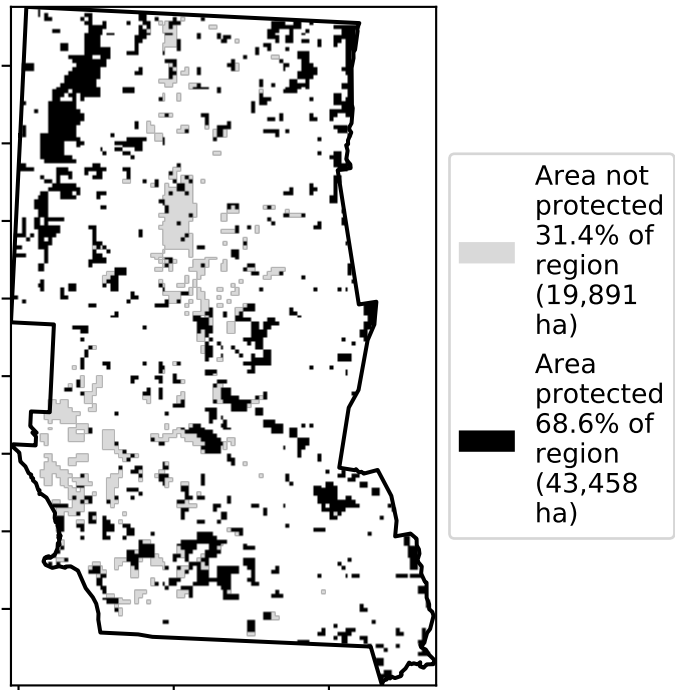 Area not
protected
31.4% of
region
(19,891
ha)
Area
protected
68.6% of
region
(43,458
ha)